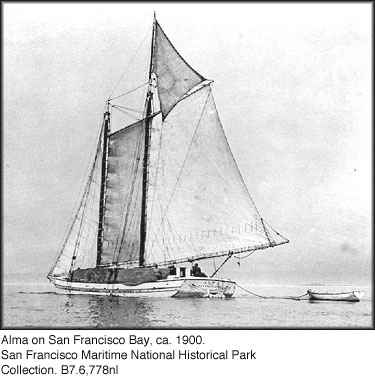 Alma on San Francisco Bay, ca. 1900.
San Francisco Maritime National Historical Park
Collection. B7.6,778nl